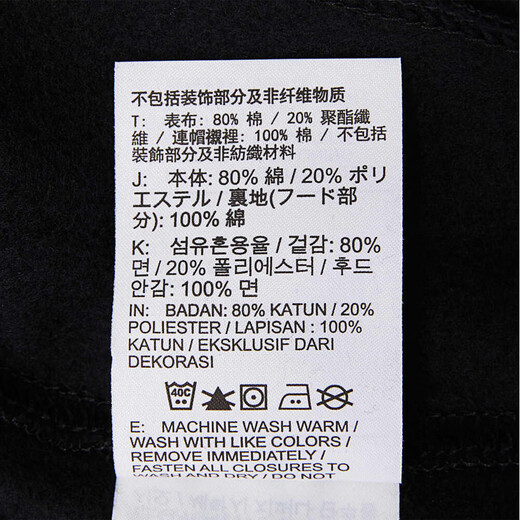 不包括装饰部分及非纤维物质
T: 表布: 80% 棉 / 20% 聚酯纖
維 / 連帽襯裡: 100% 棉 / 不包括
裝飾部分及非紡織材料
J: 本体: 80% 綿 / 20% ポリ
エステル / 裏地(フード部
分): 100% 綿
K: 섬유혼용율 / 겉감: 80%
면 / 20% 폴리에스터 / 후드
안감: 100% 면
IN: BADAN: 80% KATUN / 20%
POLIESTER / LAPISAN : 100%
KATUN / EKSKLUSIF DARI
DEKORASI
40C
E: MACHINE WASH WARM /
WASH WITH LIKE COLORS /
REMOVE IMMEDIATELY /
FASTEN ALL CLOSURES TO
WASH AND DRY / DO NOT